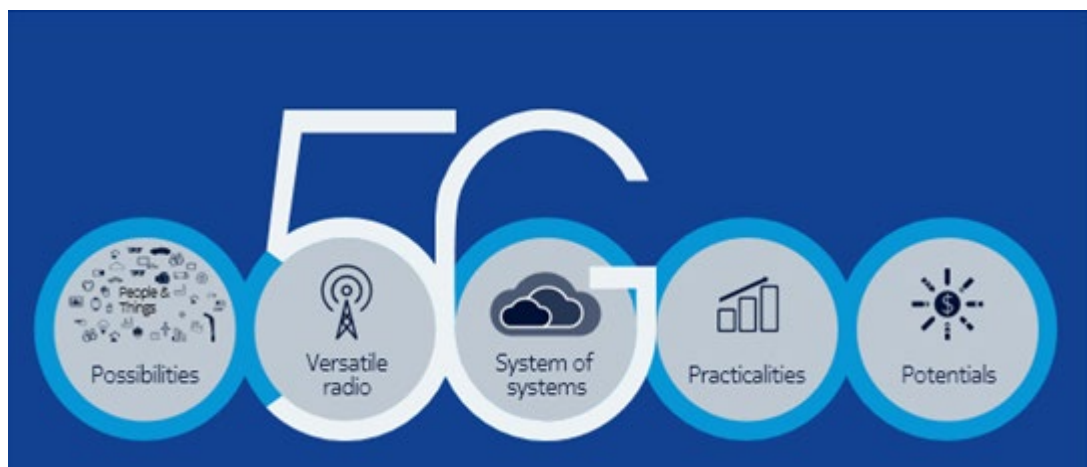 5G
People &
Things
Possibilities
Versatile
radio
System of
systems
$
Practicalities
Potentials